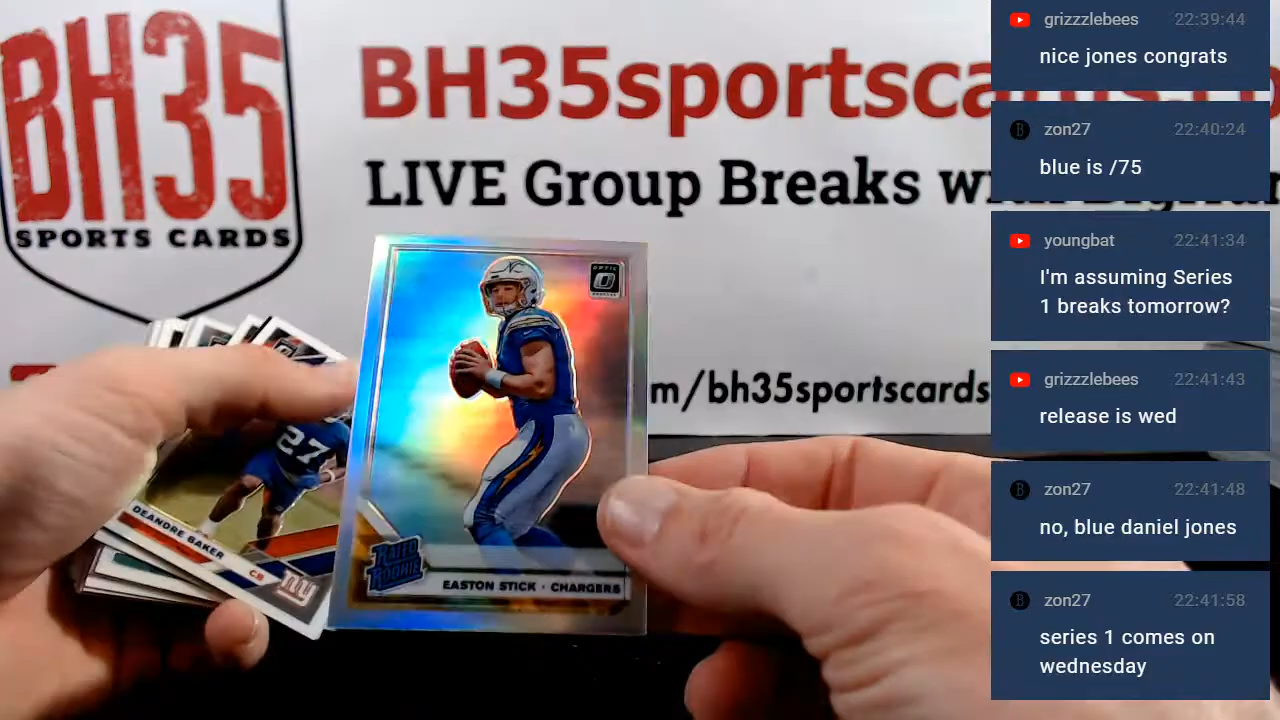 BH35
SPORTS CARDS
BH35sportscards
LIVE Group Breaks
m/bh35sportscards
OPTIC
27
DEANDRE BAKER
CB
NY
RATED
ROOKIE
EASTON STICK · CHARGERS
grizzzlebees 22:39:44
nice jones congrats
zon27 22:40:24
blue is /75
youngbat 22:41:34
I'm assuming Series
1 breaks tomorrow?
grizzzlebees 22:41:43
release is wed
zon27 22:41:48
no, blue daniel jones
zon27 22:41:58
series 1 comes on
wednesday